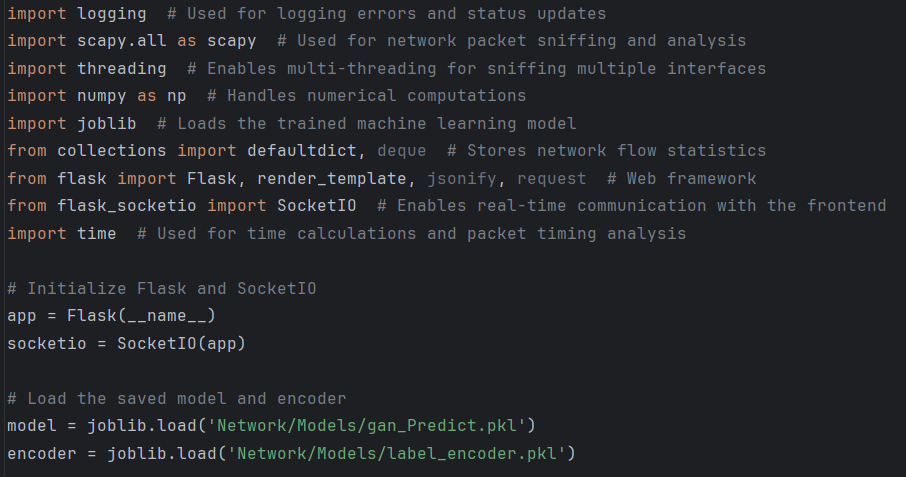 import logging  # Used for logging errors and status updates
import scapy.all as scapy  # Used for network packet sniffing and analysis
import threading  # Enables multi-threading for sniffing multiple interfaces
import numpy as np  # Handles numerical computations
import joblib  # Loads the trained machine learning model
from collections import defaultdict, deque  # Stores network flow statistics
from flask import Flask, render_template, jsonify, request  # Web framework
from flask_socketio import SocketIO  # Enables real-time communication with the frontend
import time  # Used for time calculations and packet timing analysis

# Initialize Flask and SocketIO
app = Flask(__name__)
socketio = SocketIO(app)

# Load the saved model and encoder
model = joblib.load('Network/Models/gan_Predict.pkl')
encoder = joblib.load('Network/Models/label_encoder.pkl')